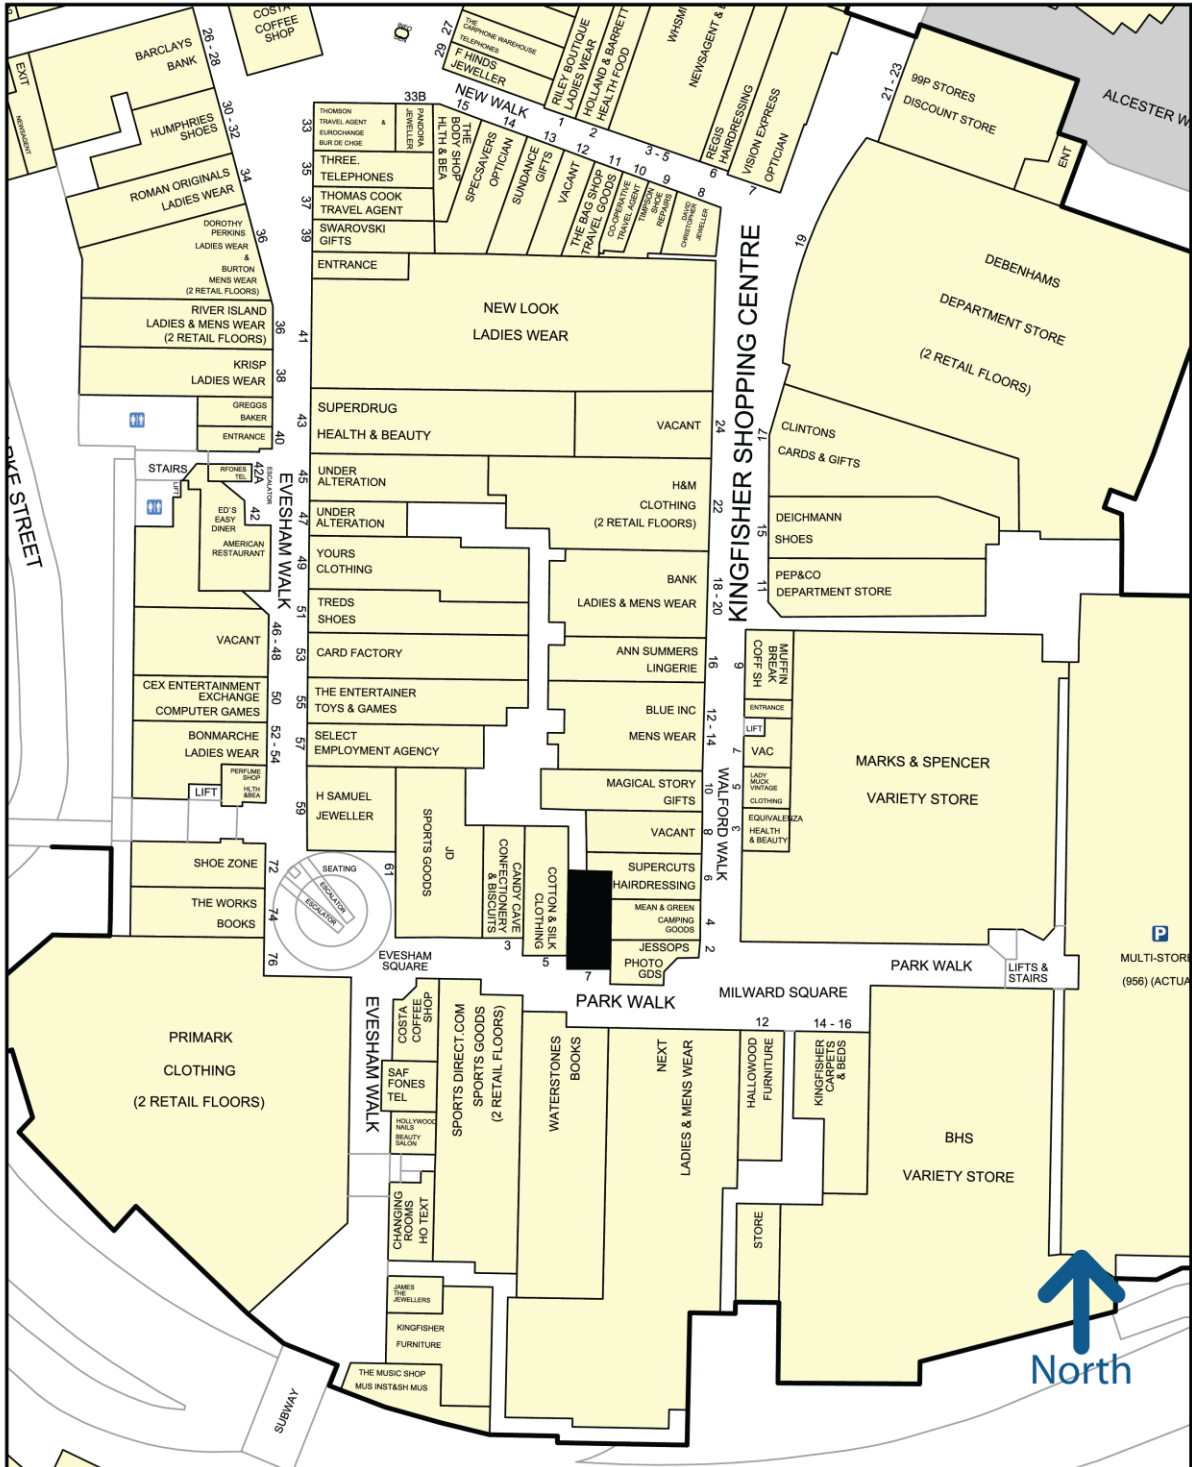 COSTA
COFFEE
SHOP
BARCLAYS
BANK
26 - 28
EXIT
NEWSAGENT
HUMPHRIES
SHOES
30 - 32
ROMAN ORIGINALS
LADIES WEAR
34
DOROTHY
PERKINS
LADIES WEAR
&
BURTON
MENS WEAR
(2 RETAIL FLOORS)
36
RIVER ISLAND
LADIES & MENS WEAR
(2 RETAIL FLOORS)
36
KRISP
LADIES WEAR
38
GREGGS
BAKER
ENTRANCE
40
STAIRS
LIFT
RFONES
TEL
42A
ESCALATOR
ED'S
EASY
DINER
AMERICAN
RESTAURANT
42
EVESHAM WALK
VACANT
46 - 48
CEX ENTERTAINMENT
EXCHANGE
COMPUTER GAMES
50
BONMARCHE
LADIES WEAR
52 - 54
PERFUME
SHOP
HLTH
&BEA
LIFT
SHOE ZONE
72
THE WORKS
BOOKS
74
76
PRIMARK
CLOTHING
(2 RETAIL FLOORS)
27
29
THE
CARPHONE WAREHOUSE
TELEPHONES
F HINDS
JEWELLER
NEW WALK
RILEY BOUTIQUE
LADIES WEAR
1
HOLLAND & BARRETT
HEALTH FOOD
2
WHSMI
NEWSAGENT &
3 - 5
REGIS
HAIRDRESSING
6
VISION EXPRESS
OPTICIAN
7
33
THOMSON
TRAVEL AGENT &
EUROCHANGE
BUR DE CHGE
33B
PANDORA
JEWELLER
15
THE
BODY SHOP
HLTH & BEA
14
SPECSAVERS
OPTICIAN
13
SUNDANCE
GIFTS
12
VACANT
11
THE BAG SHOP
TRAVEL GOODS
10
CO-OPERATIVE
TRAVEL AGENT
9
TIMPSON
SHOE
REPAIRS
8
DAVID
CHRISTOPHER
JEWELLER
35
THREE.
TELEPHONES
37
THOMAS COOK
TRAVEL AGENT
39
SWAROVSKI
GIFTS
ENTRANCE
41
NEW LOOK
LADIES WEAR
43
SUPERDRUG
HEALTH & BEAUTY
VACANT
24
45
UNDER
ALTERATION
47
UNDER
ALTERATION
H&M
CLOTHING
(2 RETAIL FLOORS)
22
49
YOURS
CLOTHING
51
TREDS
SHOES
BANK
LADIES & MENS WEAR
18 - 20
53
CARD FACTORY
ANN SUMMERS
LINGERIE
16
55
THE ENTERTAINER
TOYS & GAMES
BLUE INC
MENS WEAR
12 - 14
57
SELECT
EMPLOYMENT AGENCY
MAGICAL STORY
GIFTS
10
59
H SAMUEL
JEWELLER
VACANT
8
SUPERCUTS
HAIRDRESSING
6
MEAN & GREEN
CAMPING
GOODS
4
JESSOPS
PHOTO
GDS
2
61
JD
SPORTS GOODS
CANDY CAVE
CONFECTIONERY
& BISCUITS
3
COTTON & SILK
CLOTHING
5
7
SEATING
ESCALATOR
ESCALATOR
EVESHAM
SQUARE
KINGFISHER SHOPPING CENTRE
WALFORD WALK
21 - 23
99P STORES
DISCOUNT STORE
ENT
ALCESTER W
19
DEBENHAMS
DEPARTMENT STORE
(2 RETAIL FLOORS)
17
CLINTONS
CARDS & GIFTS
15
DEICHMANN
SHOES
11
PEP&CO
DEPARTMENT STORE
9
MUFFIN
BREAK
COFF SH
ENTRANCE
LIFT
7
VAC
5
LADY
MUCK
VINTAGE
CLOTHING
3
EQUIVALENZA
HEALTH
& BEAUTY
MARKS & SPENCER
VARIETY STORE
P
MULTI-STOR
(956) (ACTUA
PARK WALK
LIFTS &
STAIRS
MILWARD SQUARE
PARK WALK
EVESHAM WALK
COSTA
COFFEE
SHOP
SAF
FONES
TEL
HOLLYWOOD
NAILS
BEAUTY
SALON
CHANGING
ROOMS
HO TEXT
JAMES
THE
JEWELLERS
KINGFISHER
FURNITURE
THE MUSIC SHOP
MUS INST&SH MUS
SUBWAY
SPORTS DIRECT.COM
SPORTS GOODS
(2 RETAIL FLOORS)
WATERSTONES
BOOKS
NEXT
LADIES & MENS WEAR
12
HALLOWOOD
FURNITURE
14 - 16
KINGFISHER
CARPETS
& BEDS
STORE
BHS
VARIETY STORE
North